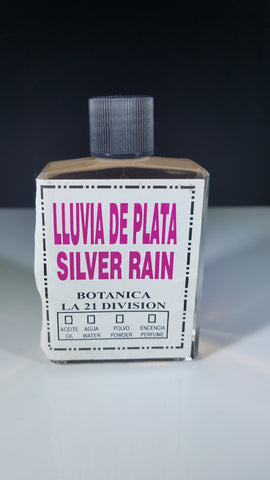 LLUVIA DE PLATA
SILVER RAIN
BOTANICA
LA 21 DIVISION
ACEITE AGUA POLVO ENCENCIA
OIL WATER POWDER PERFUME